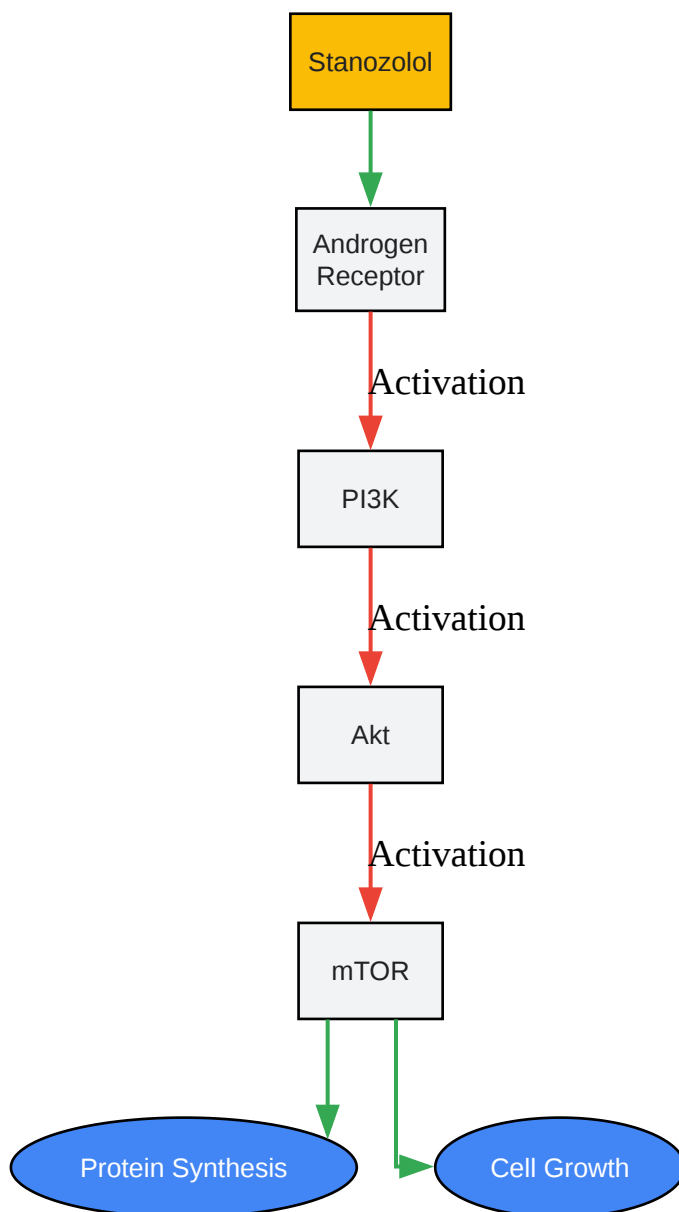 Stanozolol
Androgen
Receptor
Activation
PI3K
Activation
Akt
Activation
mTOR
Protein Synthesis
Cell Growth